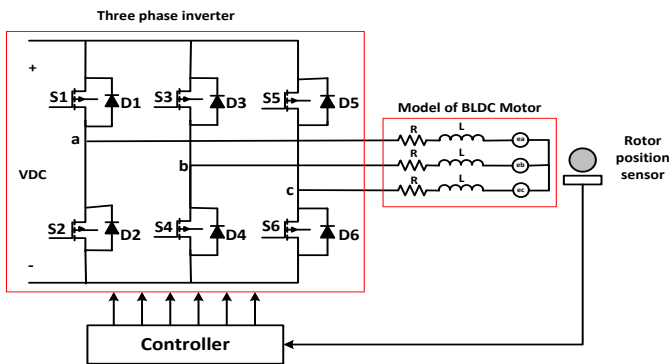 Three phase inverter
+
S1
D1
S3
D3
S5
D5
Model of BLDC Motor
R
L
ea
a
Rotor
position
sensor
R
L
eb
b
VDC
R
L
ec
c
S2
D2
S4
D4
S6
D6
-
Controller